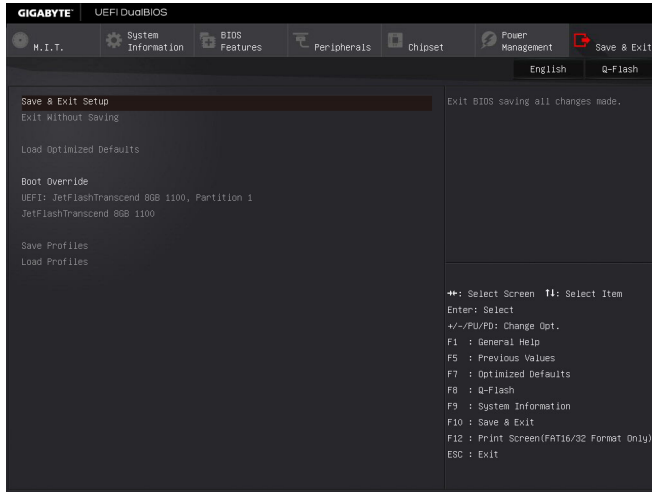 GIGABYTE™ UEFI DualBIOS
M.I.T. System Information BIOS Features Peripherals Chipset Power Management Save & Exit
English Q-Flash
Save & Exit Setup
Exit Without Saving
Load Optimized Defaults
Boot Override
UEFI: JetFlashTranscend 8GB 1100, Partition 1
JetFlashTranscend 8GB 1100
Save Profiles
Load Profiles
Exit BIOS saving all changes made.
→←: Select Screen ↑↓: Select Item
Enter: Select
+/-/PU/PD: Change Opt.
F1 : General Help
F5 : Previous Values
F7 : Optimized Defaults
F8 : Q-Flash
F9 : System Information
F10 : Save & Exit
F12 : Print Screen(FAT16/32 Format Only)
ESC : Exit